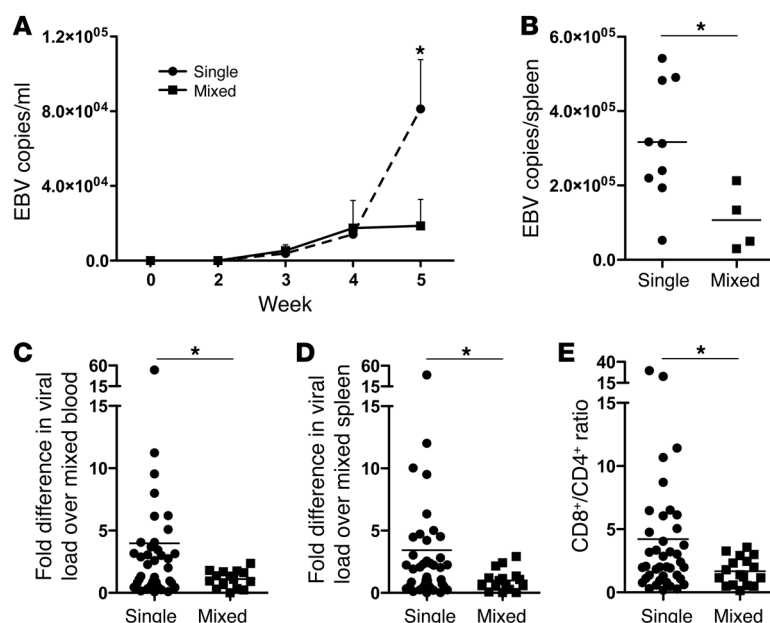 A
EBV copies/ml
1.2×10⁰⁵
8.0×10⁰⁴
4.0×10⁰⁴
0.0
Single
Mixed
*
0 2 3 4 5
Week
B
EBV copies/spleen
6.0×10⁰⁵
4.0×10⁰⁵
2.0×10⁰⁵
0.0
*
Single Mixed
C
Fold difference in viral
load over mixed blood
60
15
15
10
5
0
*
Single Mixed
D
Fold difference in viral
load over mixed spleen
60
15
15
10
5
0
*
Single Mixed
E
CD8⁺/CD4⁺ ratio
40
15
15
10
5
0
*
Single Mixed